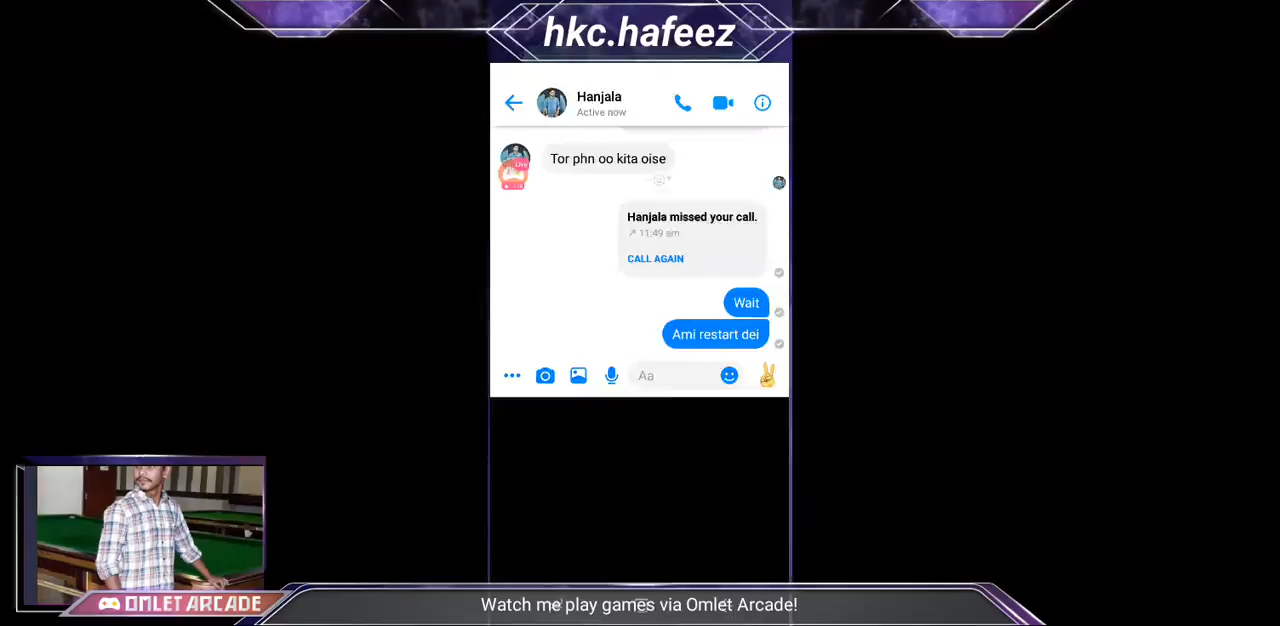 hkc.hafeez
Hanjala
Active now
Live
Tor phn oo kita oise
Hanjala missed your call.
11:49 am
CALL AGAIN
Wait
Ami restart dei
Aa
OMLET ARCADE
Watch me play games via Omlet Arcade!